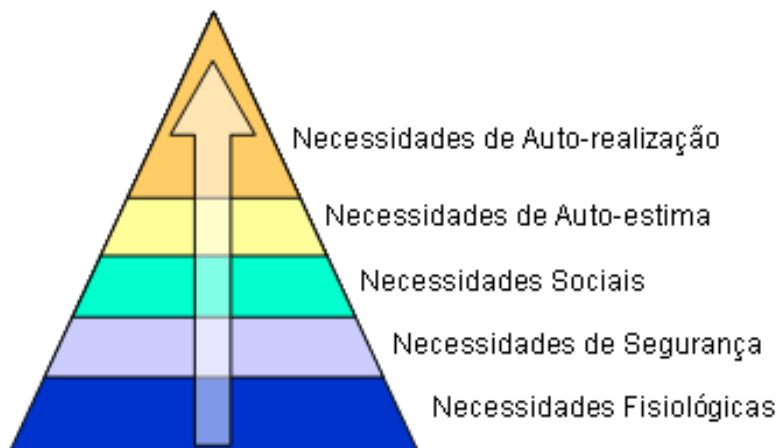 Necessidades de Auto-realização
Necessidades de Auto-estima
Necessidades Sociais
Necessidades de Segurança
Necessidades Fisiológicas